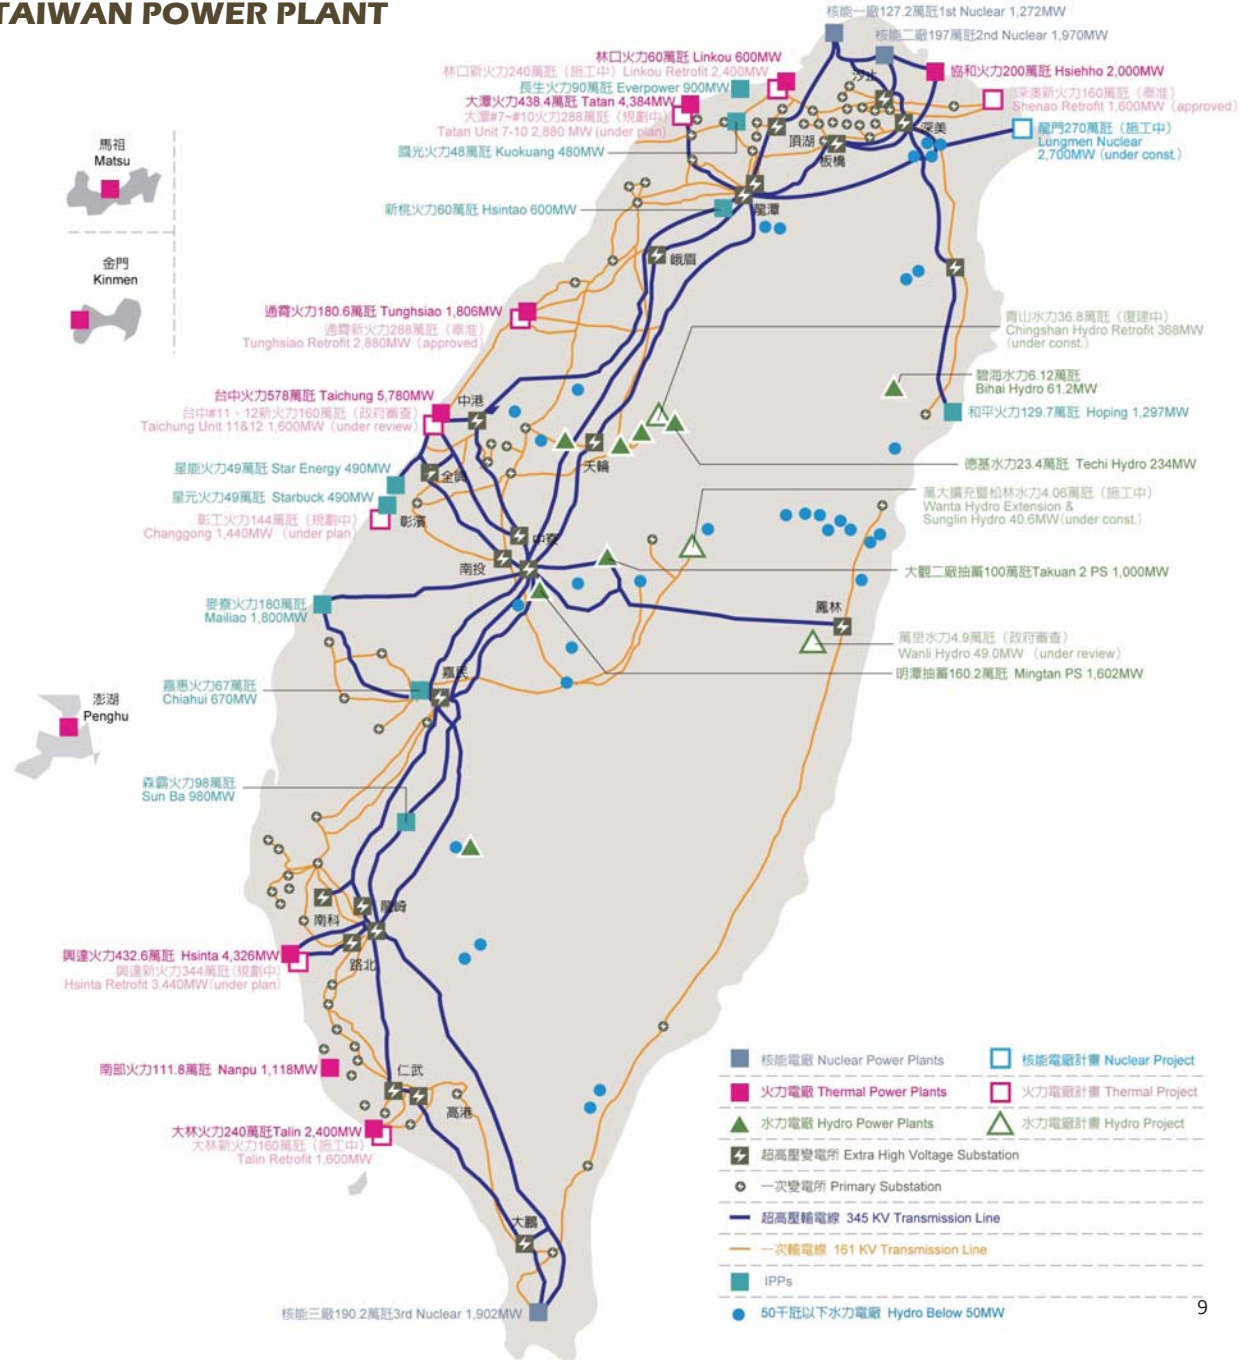 TAIWAN POWER PLANT
核能一廠127.2萬瓩1st Nuclear 1,272MW
核能二廠197萬瓩2nd Nuclear 1,970MW
林口火力60萬瓩 Linkou 600MW
林口新火力240萬瓩（施工中）Linkou Retrofit 2,400MW
長生火力90萬瓩 Everpower 900MW
大潭火力438.4萬瓩 Tatan 4,384MW
大潭#7~#10火力288萬瓩（規劃中）
Tatan Unit 7-10 2,880 MW (under plan)
國光火力48萬瓩 Kuokuang 480MW
新桃火力60萬瓩 Hsintao 600MW
汐止
協和火力200萬瓩 Hsiehho 2,000MW
深澳新火力160萬瓩（奉准）
Shenao Retrofit 1,600MW（approved）
深美
龍門270萬瓩（施工中）
Lungmen Nuclear
2,700MW（under const.）
頂湖
板橋
龍潭
峨眉
馬祖
Matsu
金門
Kinmen
通霄火力180.6萬瓩 Tunghsiao 1,806MW
通霄新火力288萬瓩（奉准）
Tunghsiao Retrofit 2,880MW（approved）
青山水力36.8萬瓩（復建中）
Chingshan Hydro Retrofit 368MW
(under const.)
碧海水力6.12萬瓩
Bihai Hydro 61.2MW
和平火力129.7萬瓩 Hoping 1,297MW
台中火力578萬瓩 Taichung 5,780MW
台中#11、12新火力160萬瓩（政府審查）
Taichung Unit 11&12 1,600MW（under review）
中港
天輪
德基水力23.4萬瓩 Techi Hydro 234MW
星能火力49萬瓩 Star Energy 490MW
全興
星元火力49萬瓩 Starbuck 490MW
彰濱
彰工火力144萬瓩（規劃中）
Changgong 1,440MW （under plan）
萬大擴充暨松林水力4.06萬瓩（施工中）
Wanta Hydro Extension &
Sunglin Hydro 40.6MW(under const.)
中寮
南投
大觀二廠抽蓄100萬瓩Takuan 2 PS 1,000MW
麥寮火力180萬瓩
Mailiao 1,800MW
鳳林
萬里水力4.9萬瓩（政府審查）
Wanli Hydro 49.0MW （under review）
明潭抽蓄160.2萬瓩 Mingtan PS 1,602MW
嘉民
嘉惠火力67萬瓩
Chiahui 670MW
澎湖
Penghu
森霸火力98萬瓩
Sun Ba 980MW
南科
龍崎
路北
興達火力432.6萬瓩 Hsinta 4,326MW
興達新火力344萬瓩(規劃中)
Hsinta Retrofit 3,440MW(under plan)
南部火力111.8萬瓩 Nanpu 1,118MW
仁武
高港
大林火力240萬瓩Talin 2,400MW
大林新火力160萬瓩（施工中）
Talin Retrofit 1,600MW
大鵬
核能三廠190.2萬瓩3rd Nuclear 1,902MW
核能電廠 Nuclear Power Plants
核能電廠計畫 Nuclear Project
火力電廠 Thermal Power Plants
火力電廠計畫 Thermal Project
水力電廠 Hydro Power Plants
水力電廠計畫 Hydro Project
超高壓變電所 Extra High Voltage Substation
一次變電所 Primary Substation
超高壓輸電線 345 KV Transmission Line
一次輸電線 161 KV Transmission Line
IPPs
50千瓩以下水力電廠 Hydro Below 50MW
9